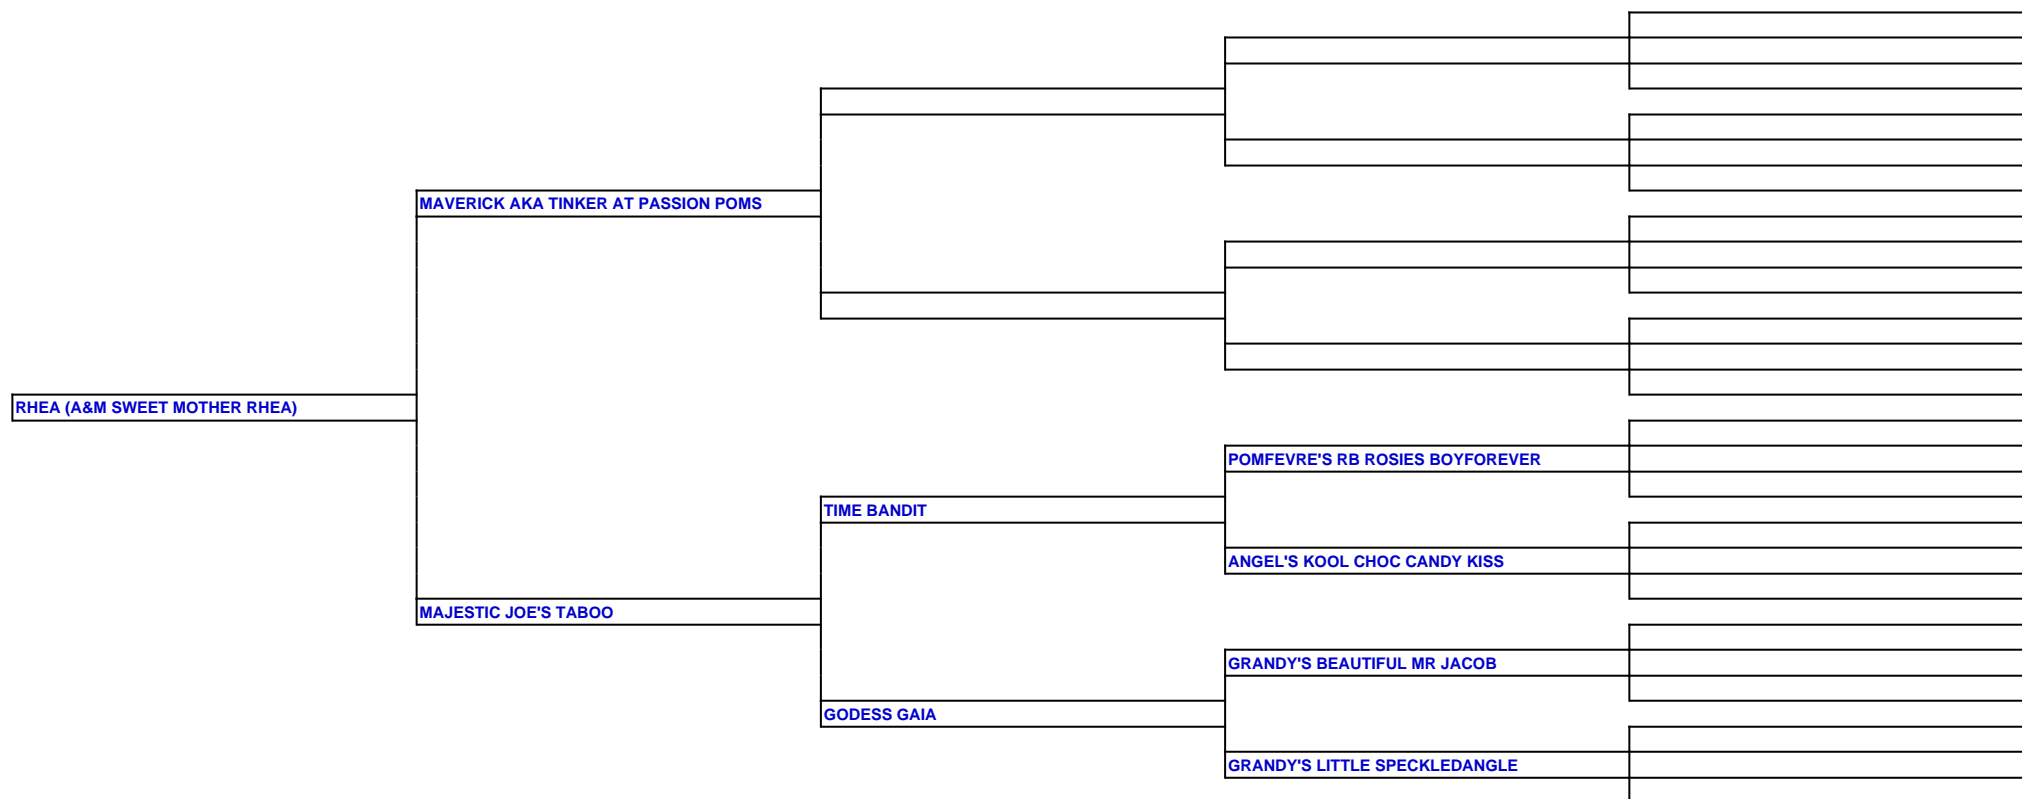 MAVERICK AKA TINKER AT PASSION POMS
RHEA (A&M SWEET MOTHER RHEA)
POMFEVRE'S RB ROSIES BOYFOREVER
TIME BANDIT
ANGEL'S KOOL CHOC CANDY KISS
MAJESTIC JOE'S TABOO
GRANDY'S BEAUTIFUL MR JACOB
GODESS GAIA
GRANDY'S LITTLE SPECKLEDANGLE